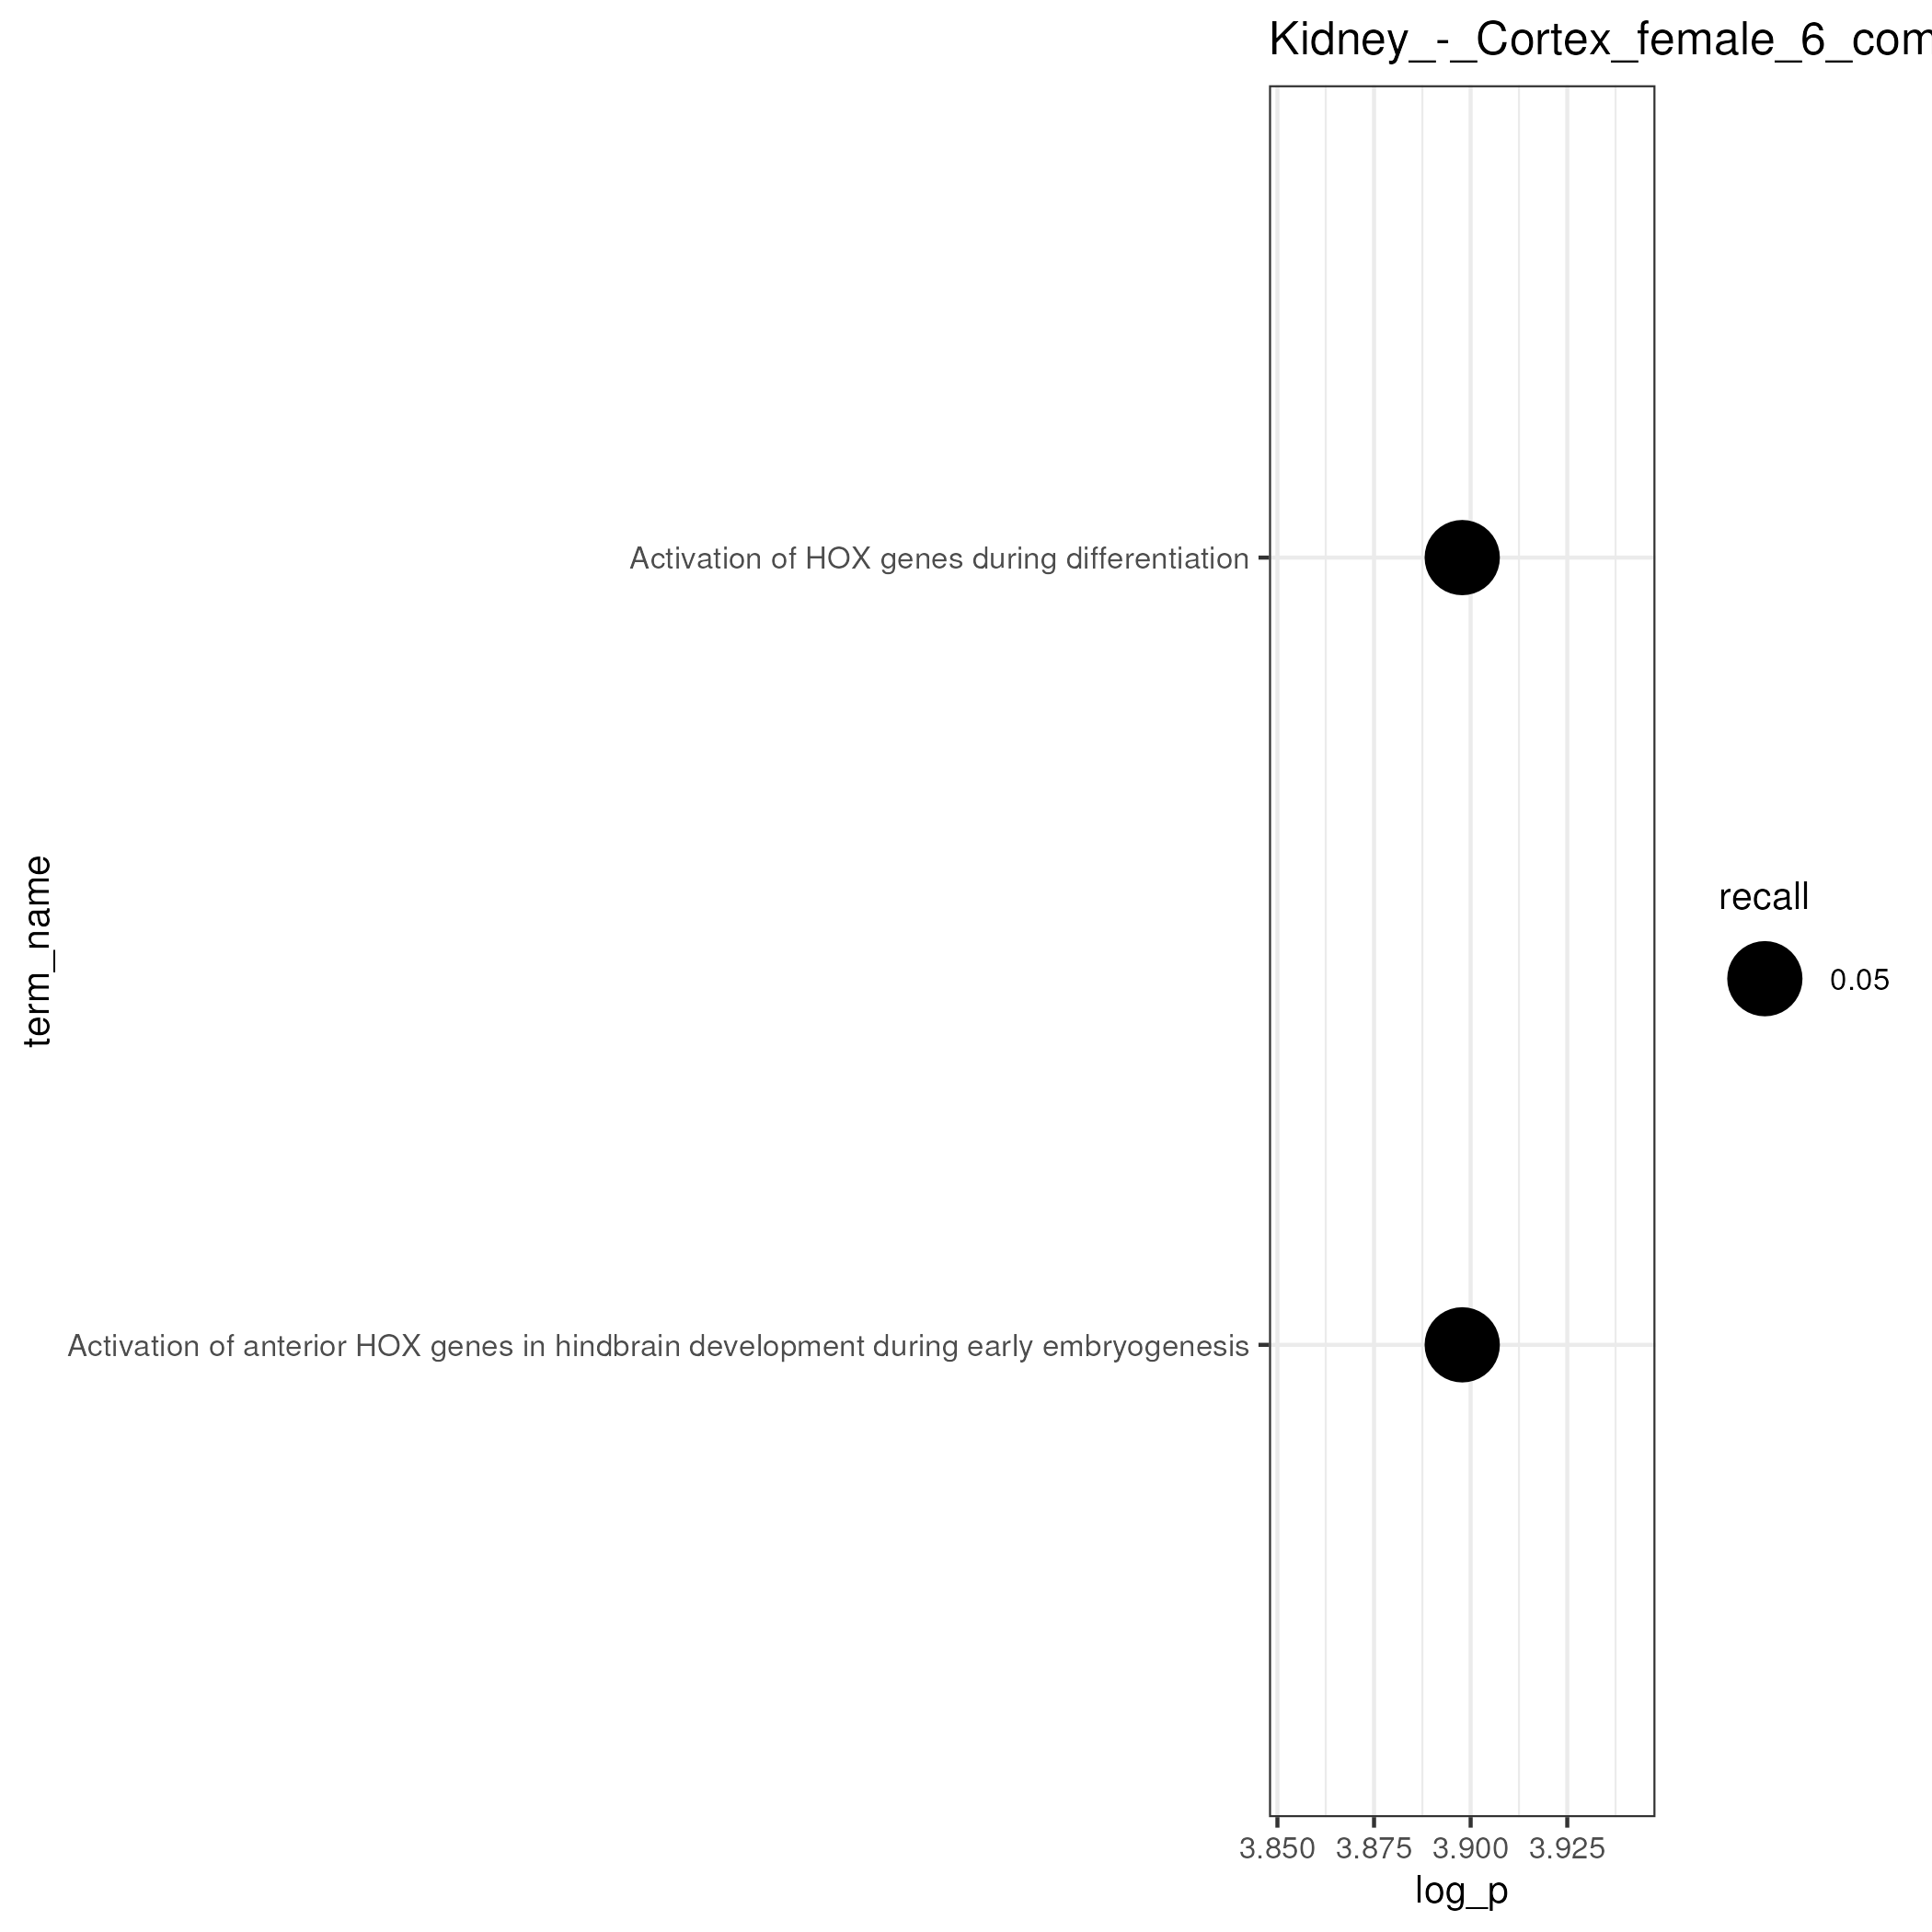 Kidney_-_Cortex_female_6_com
Activation of HOX genes during differentiation
Activation of anterior HOX genes in hindbrain development during early embryogenesis
term_name
recall
0.05
3.850 3.875 3.900 3.925
log_p